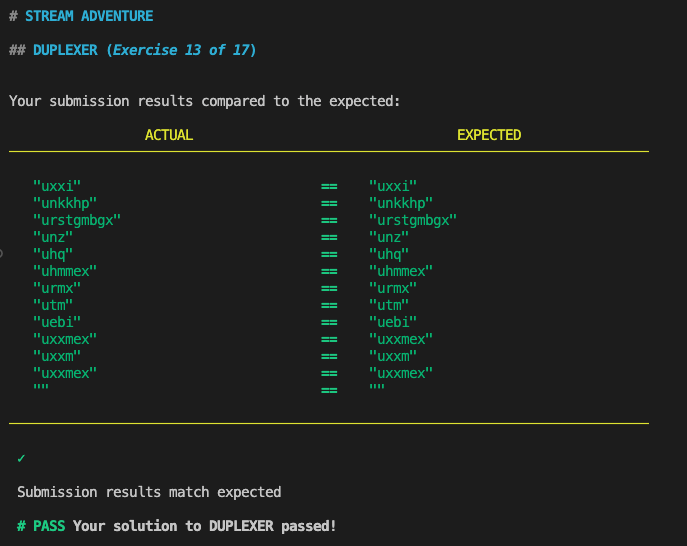 # STREAM ADVENTURE
## DUPLEXER (Exercise 13 of 17)
Your submission results compared to the expected:
ACTUAL EXPECTED
"uxxi" == "uxxi"
"unkkhp" == "unkkhp"
"urstgmbgx" == "urstgmbgx"
"unz" == "unz"
"uhq" == "uhq"
"uhmmex" == "uhmmex"
"urmx" == "urmx"
"utm" == "utm"
"uebi" == "uebi"
"uxxmex" == "uxxmex"
"uxxm" == "uxxm"
"uxxmex" == "uxxmex"
"" == ""
✓
Submission results match expected
# PASS Your solution to DUPLEXER passed!